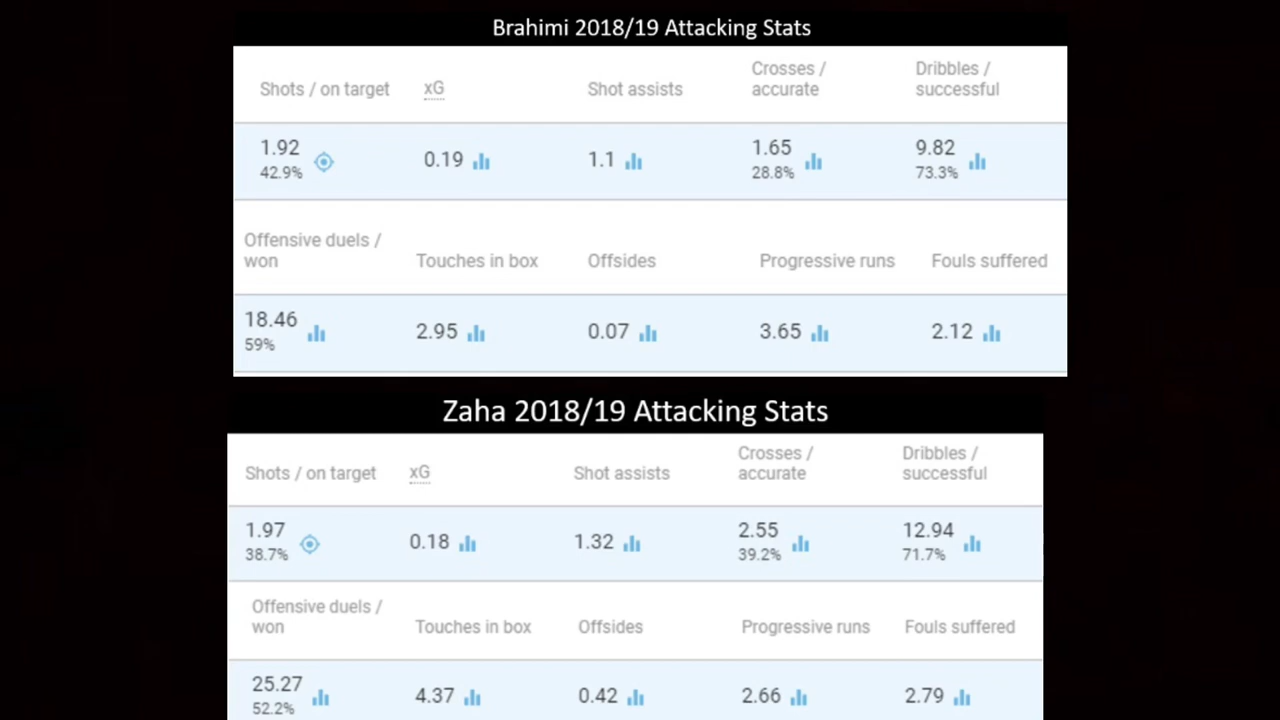 Brahimi 2018/19 Attacking Stats
Shots / on target xG Shot assists Crosses / accurate Dribbles / successful
1.92 0.19 1.1 1.65 9.82
42.9% 28.8% 73.3%
Offensive duels / won Touches in box Offsides Progressive runs Fouls suffered
18.46 2.95 0.07 3.65 2.12
59%
Zaha 2018/19 Attacking Stats
Shots / on target xG Shot assists Crosses / accurate Dribbles / successful
1.97 0.18 1.32 2.55 12.94
38.7% 39.2% 71.7%
Offensive duels / won Touches in box Offsides Progressive runs Fouls suffered
25.27 4.37 0.42 2.66 2.79
52.2%